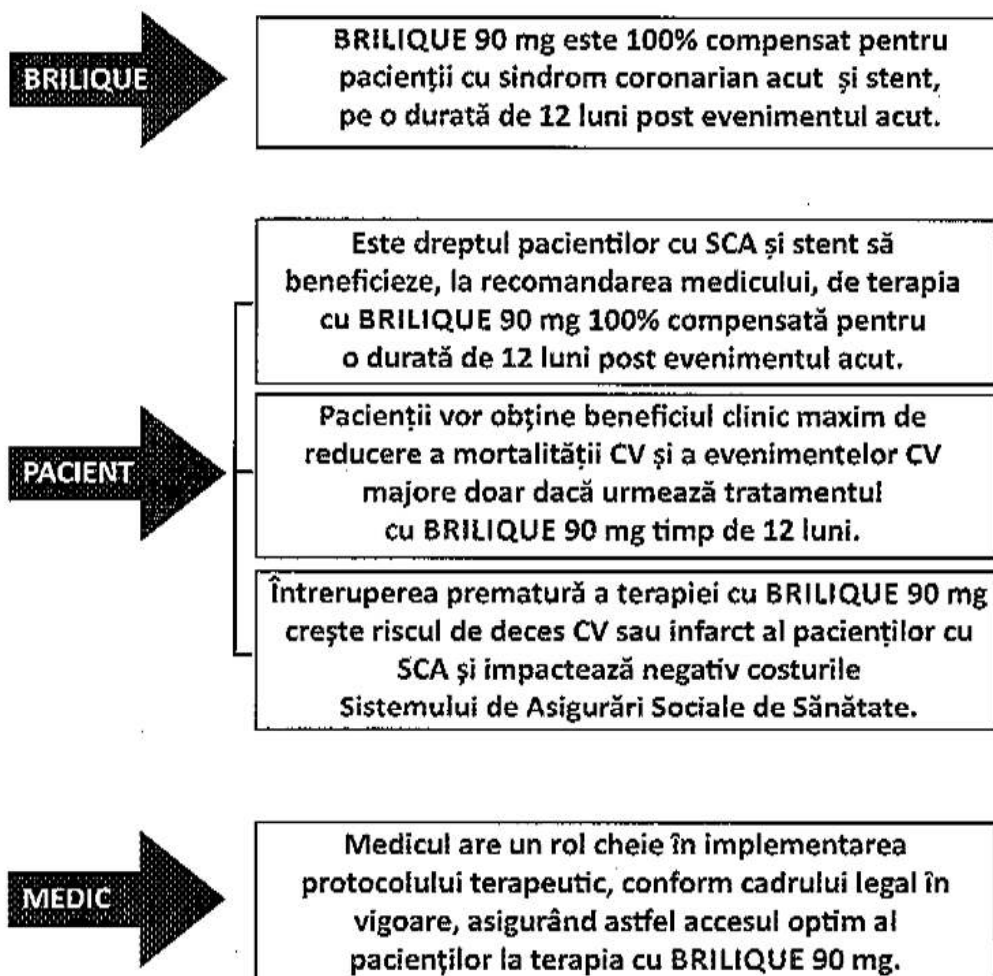 BRILIQUE
BRILIQUE 90 mg este 100% compensat pentru
pacienții cu sindrom coronarian acut și stent,
pe o durată de 12 luni post evenimentul acut.
PACIENT
Este dreptul pacientilor cu SCA și stent să
beneficieze, la recomandarea medicului, de terapia
cu BRILIQUE 90 mg 100% compensată pentru
o durată de 12 luni post evenimentul acut.
Pacienții vor obține beneficiul clinic maxim de
reducere a mortalității CV și a evenimentelor CV
majore doar dacă urmează tratamentul
cu BRILIQUE 90 mg timp de 12 luni.
Întreruperea prematură a terapiei cu BRILIQUE 90 mg
crește riscul de deces CV sau infarct al pacienților cu
SCA și impactează negativ costurile
Sistemului de Asigurări Sociale de Sănătate.
MEDIC
Medicul are un rol cheie în implementarea
protocolului terapeutic, conform cadrului legal în
vigoare, asigurând astfel accesul optim al
pacienților la terapia cu BRILIQUE 90 mg.